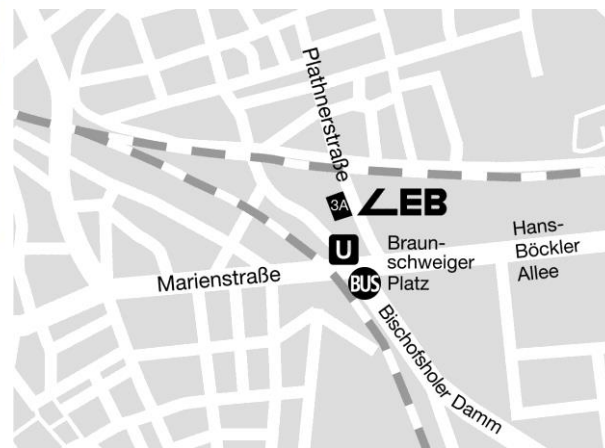 Plathnerstraße
3A
LEB
U
Braun-
schweiger
Platz
Hans-
Böckler
Allee
Marienstraße
BUS
Bischofsholer Damm